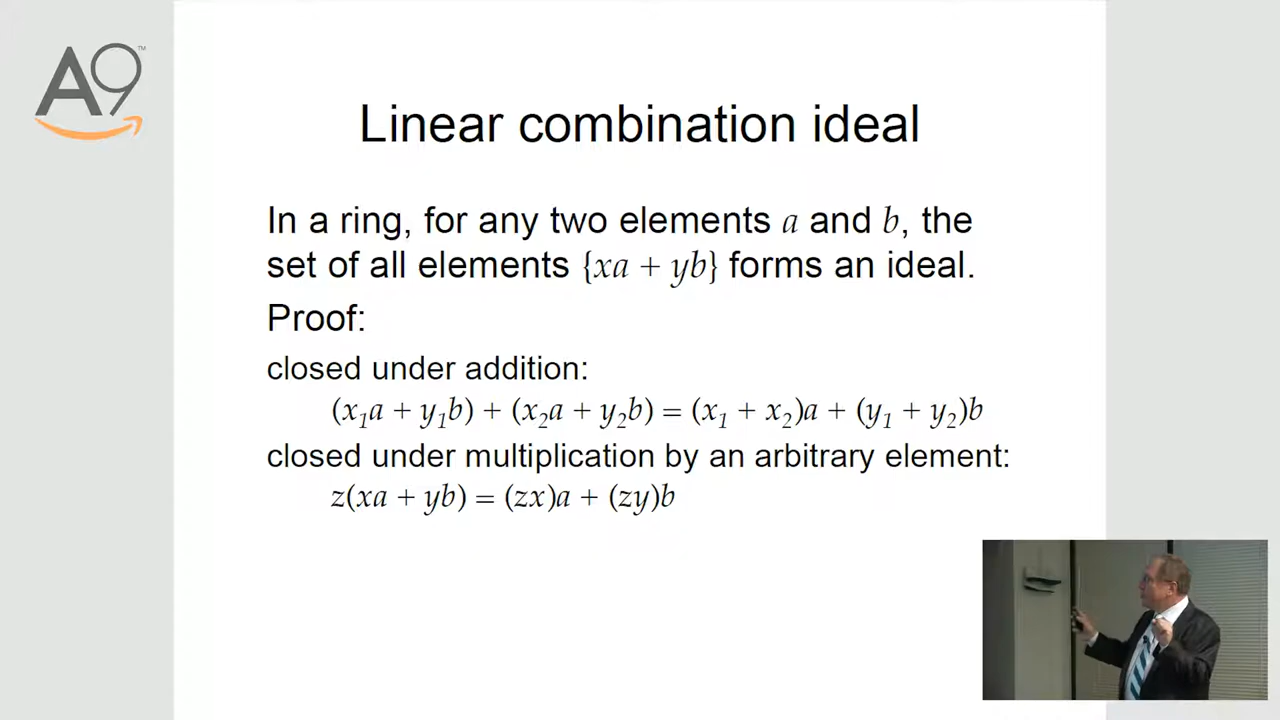 A9™
Linear combination ideal
In a ring, for any two elements a and b, the
set of all elements {xa + yb} forms an ideal.
Proof:
closed under addition:
(x₁a + y₁b) + (x₂a + y₂b) = (x₁ + x₂)a + (y₁ + y₂)b
closed under multiplication by an arbitrary element:
z(xa + yb) = (zx)a + (zy)b